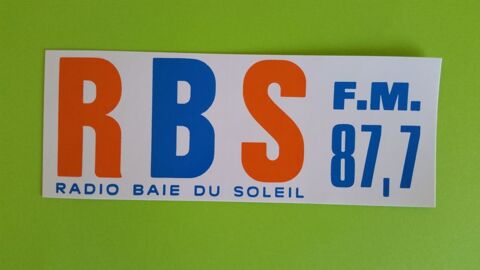 RBS
RADIO BAIE DU SOLEIL
F.M.
87,7